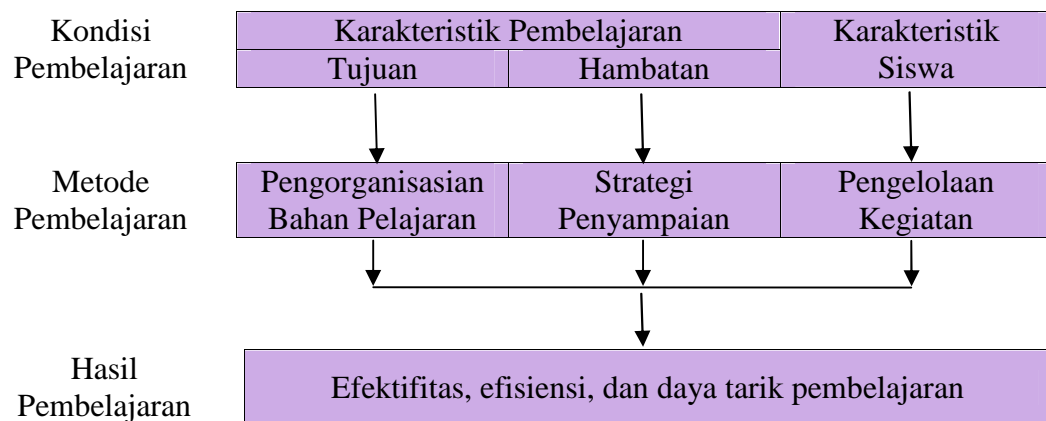 Kondisi
Pembelajaran
Karakteristik Pembelajaran
Tujuan
Hambatan
Karakteristik
Siswa
Metode
Pembelajaran
Pengorganisasian
Bahan Pelajaran
Strategi
Penyampaian
Pengelolaan
Kegiatan
Hasil
Pembelajaran
Efektifitas, efisiensi, dan daya tarik pembelajaran